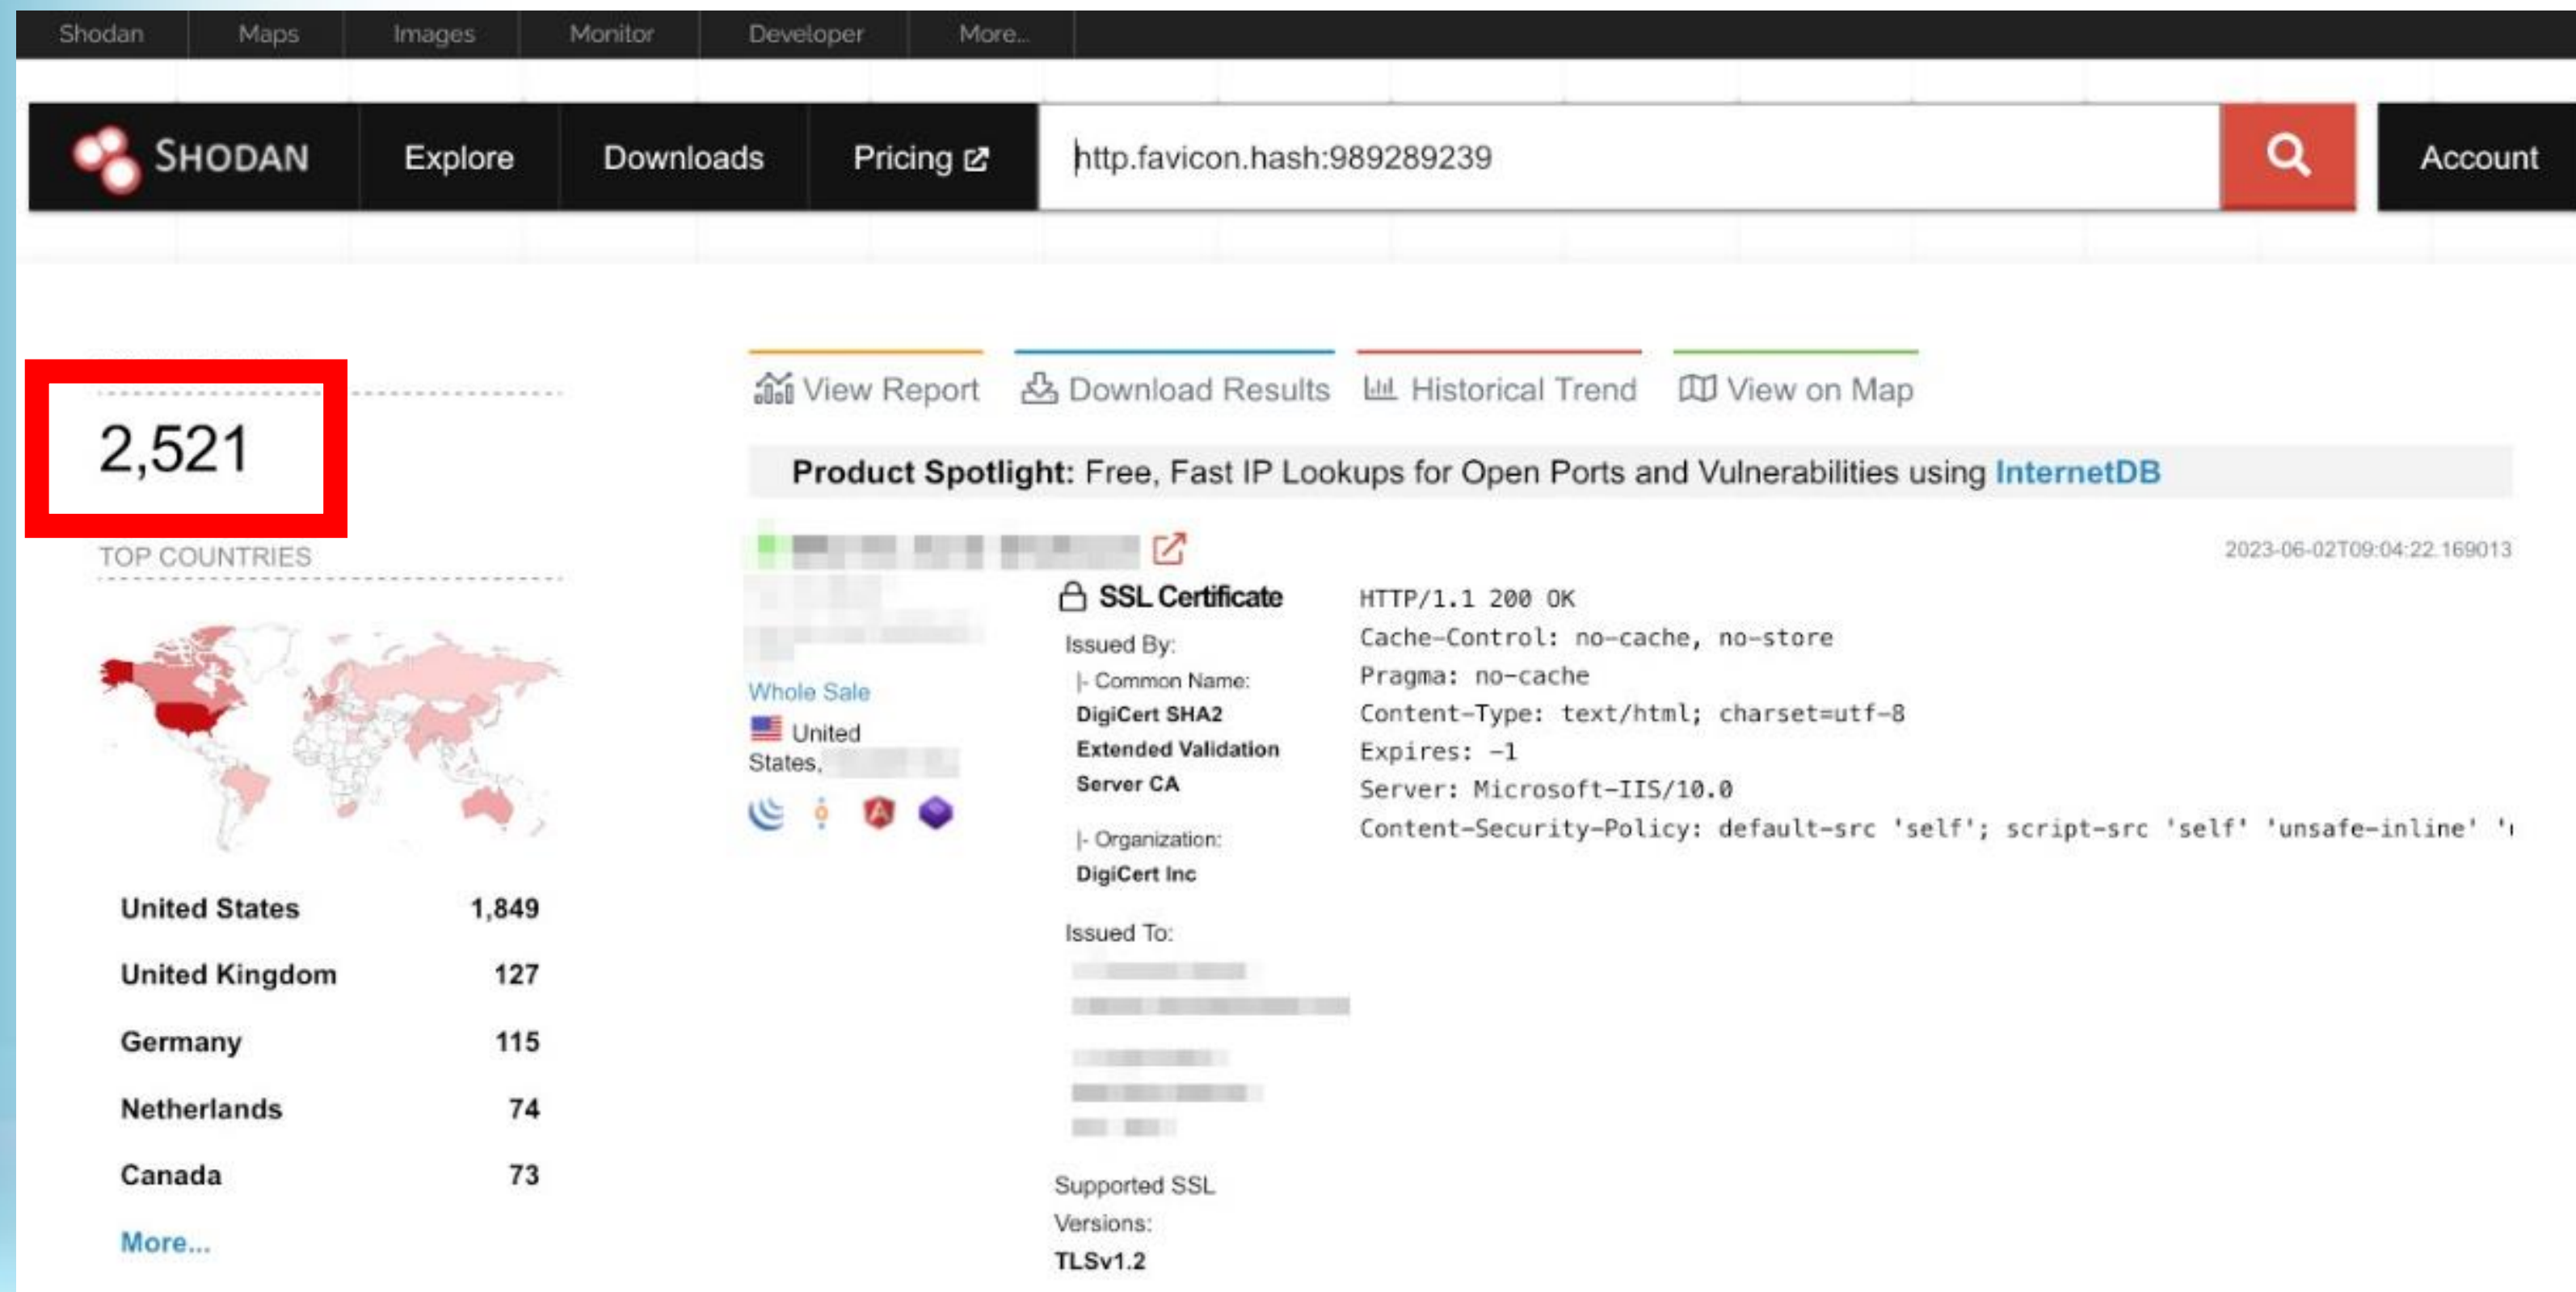 Shodan Maps Images Monitor Developer More...
SHODAN Explore Downloads Pricing http.favicon.hash:989289239 Account
2,521
TOP COUNTRIES
United States 1,849
United Kingdom 127
Germany 115
Netherlands 74
Canada 73
More...
View Report Download Results Historical Trend View on Map
Product Spotlight: Free, Fast IP Lookups for Open Ports and Vulnerabilities using InternetDB
2023-06-02T09:04:22.169013
Whole Sale
United
States,
SSL Certificate
Issued By:
|- Common Name:
DigiCert SHA2
Extended Validation
Server CA
|- Organization:
DigiCert Inc
Issued To:
Supported SSL
Versions:
TLSv1.2
HTTP/1.1 200 OK
Cache-Control: no-cache, no-store
Pragma: no-cache
Content-Type: text/html; charset=utf-8
Expires: -1
Server: Microsoft-IIS/10.0
Content-Security-Policy: default-src 'self'; script-src 'self' 'unsafe-inline'